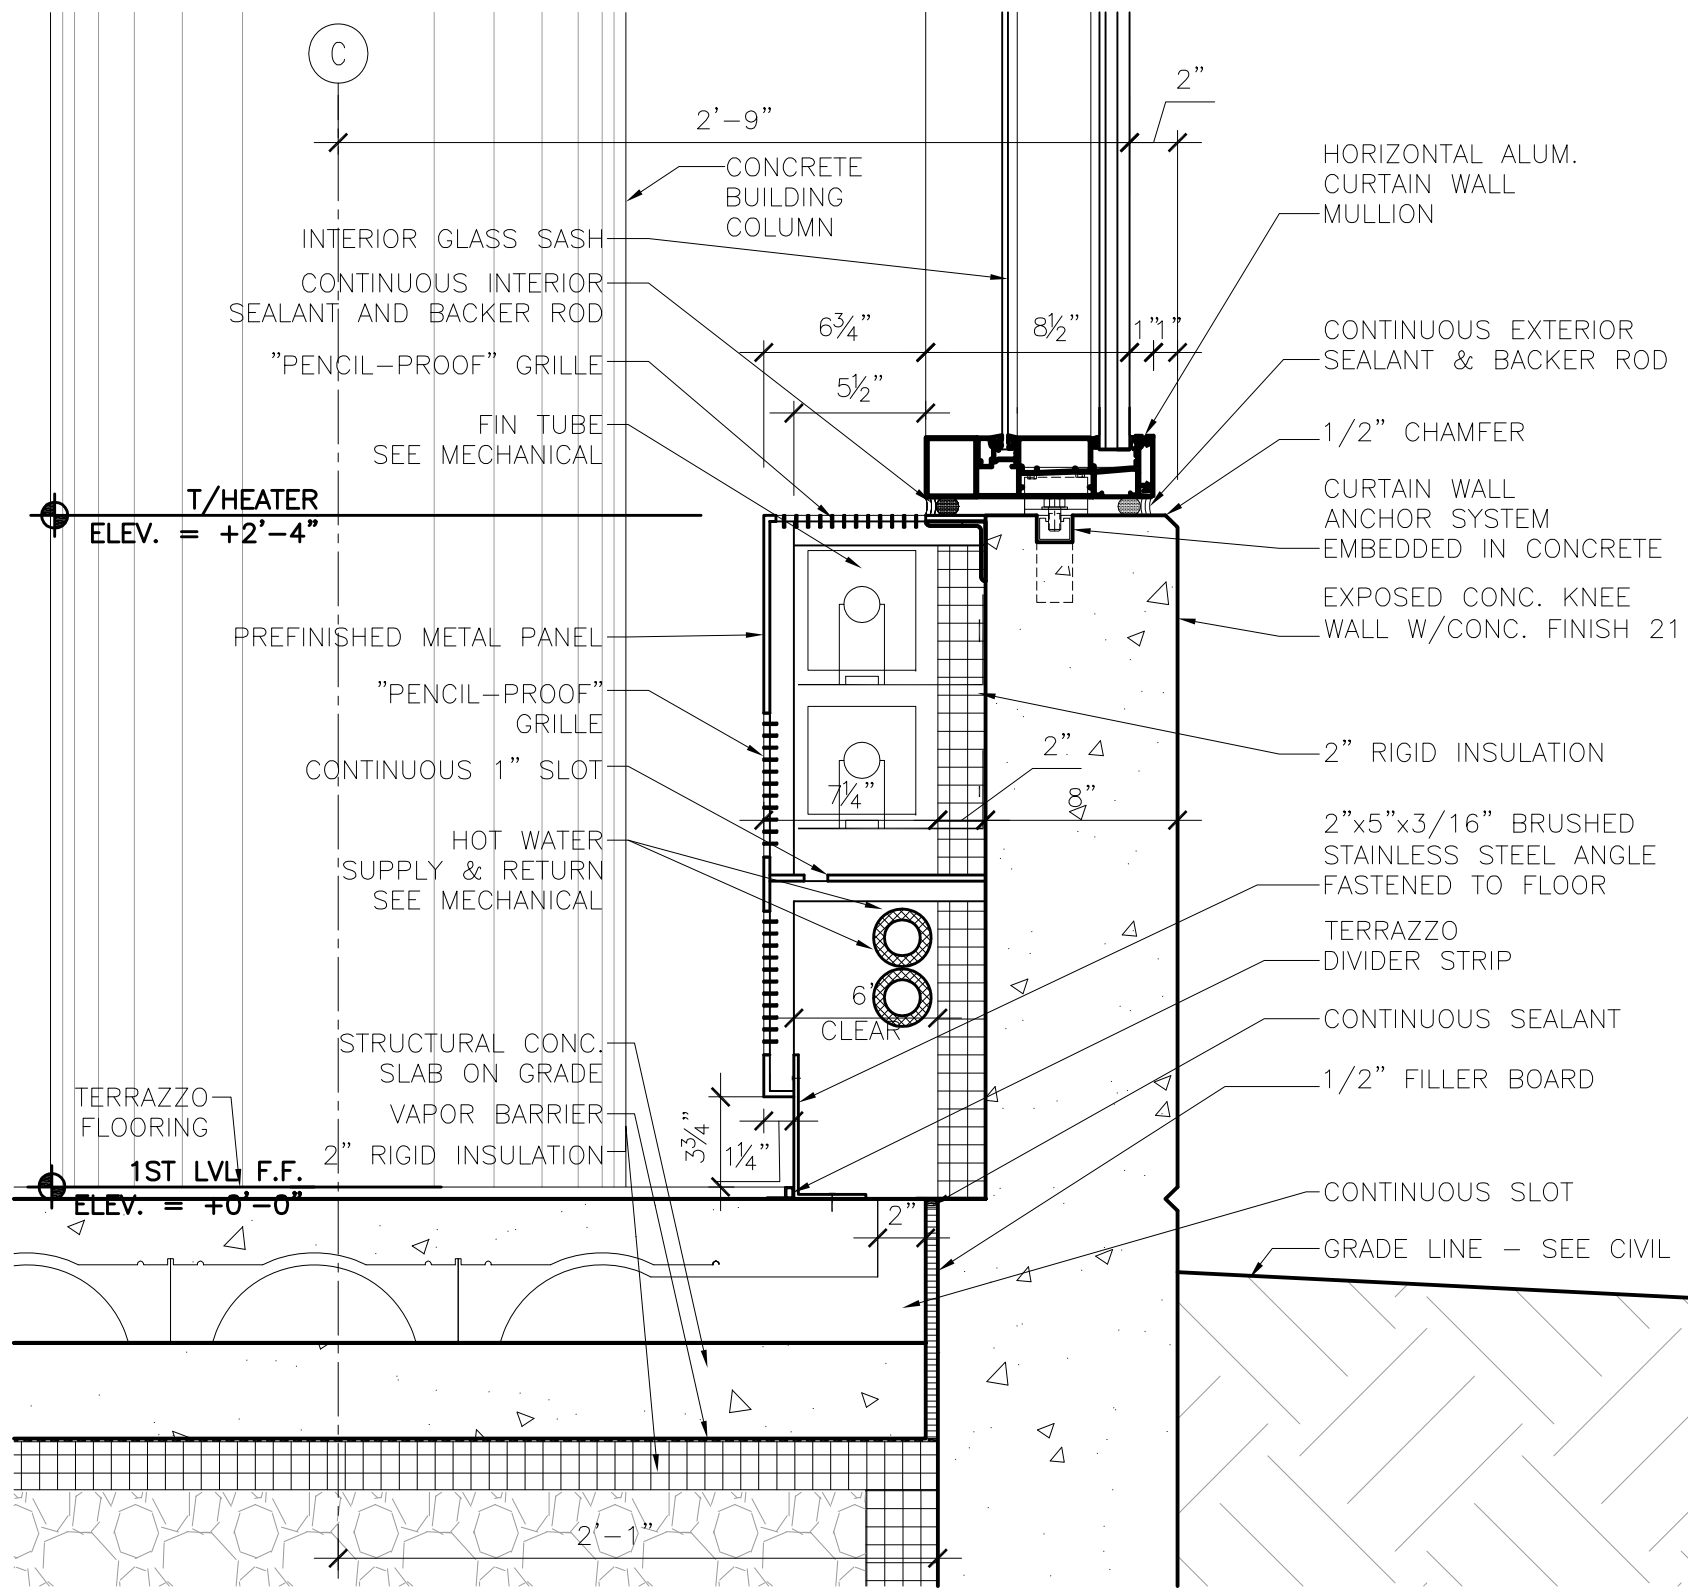 C
2"
2'-9"
CONCRETE
BUILDING
COLUMN
HORIZONTAL ALUM.
CURTAIN WALL
MULLION
INTERIOR GLASS SASH
CONTINUOUS INTERIOR
SEALANT AND BACKER ROD
6¾"
8½"
1"
1"
CONTINUOUS EXTERIOR
SEALANT & BACKER ROD
"PENCIL-PROOF" GRILLE
5½"
FIN TUBE
SEE MECHANICAL
1/2" CHAMFER
T/HEATER
ELEV. = +2'-4"
CURTAIN WALL
ANCHOR SYSTEM
EMBEDDED IN CONCRETE
EXPOSED CONC. KNEE
WALL W/CONC. FINISH 21
PREFINISHED METAL PANEL
"PENCIL-PROOF"
GRILLE
2"
2" RIGID INSULATION
CONTINUOUS 1" SLOT
7¼"
8"
HOT WATER
SUPPLY & RETURN
SEE MECHANICAL
2"x5"x3/16" BRUSHED
STAINLESS STEEL ANGLE
FASTENED TO FLOOR
TERRAZZO
DIVIDER STRIP
6"
CLEAR
CONTINUOUS SEALANT
STRUCTURAL CONC.
SLAB ON GRADE
1/2" FILLER BOARD
TERRAZZO
FLOORING
VAPOR BARRIER
3¾"
1¼"
2" RIGID INSULATION
1ST LVL F.F.
ELEV. = +0'-0"
CONTINUOUS SLOT
2"
GRADE LINE - SEE CIVIL
2'-1"